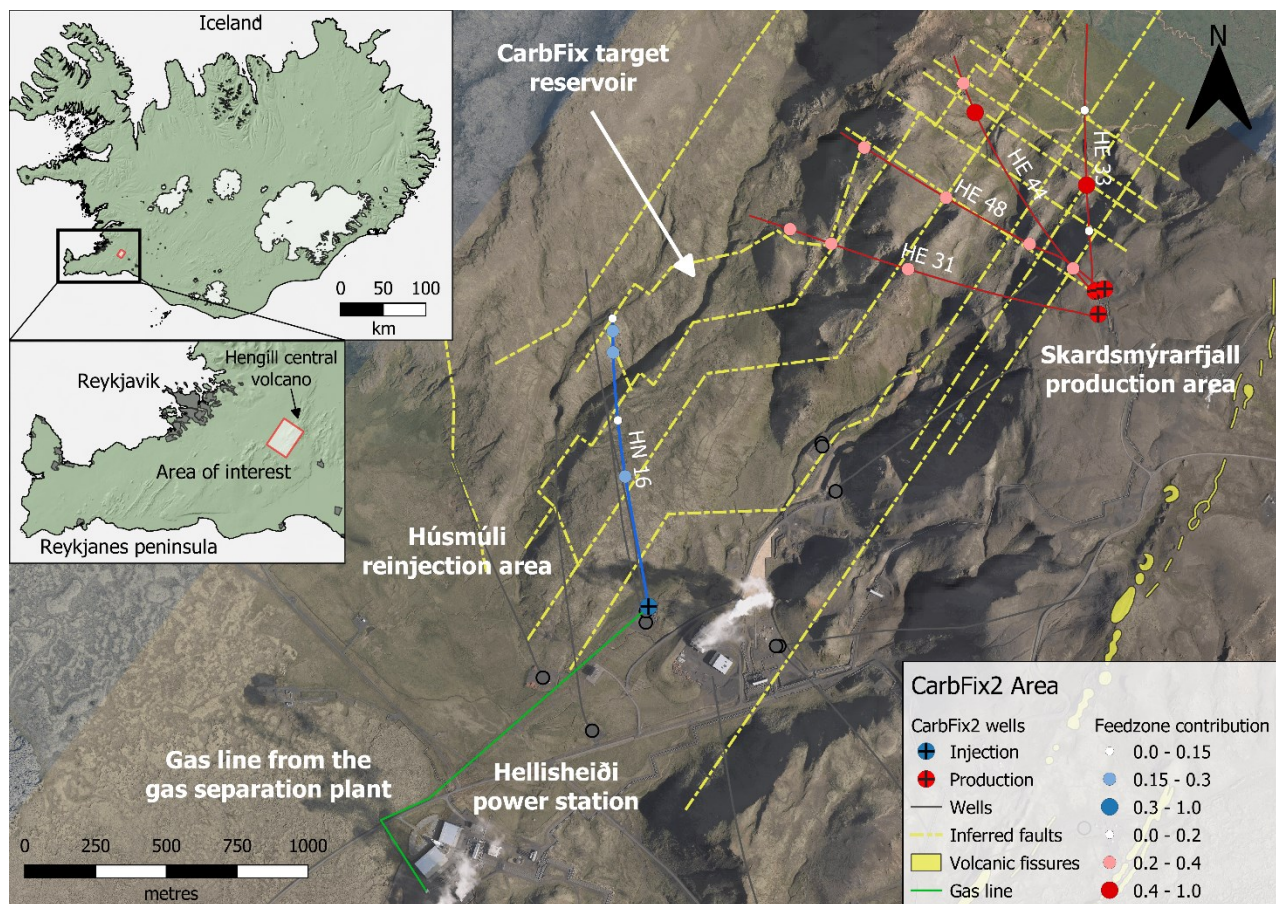 Iceland
0 50 100
km
Hengill central
volcano
Reykjavik
Area of interest
Reykjanes peninsula
CarbFix target
reservoir
N
HE 33
HE 44
HE 48
HE 31
Skardsmýrarfjall
production area
HN 16
Húsmúli
reinjection area
Gas line from the
gas separation plant
Hellisheiði
power station
0 250 500 750 1000
metres
CarbFix2 Area
CarbFix2 wells
Injection
Production
Wells
Inferred faults
Volcanic fissures
Gas line
Feedzone contribution
0.0 - 0.15
0.15 - 0.3
0.3 - 1.0
0.0 - 0.2
0.2 - 0.4
0.4 - 1.0